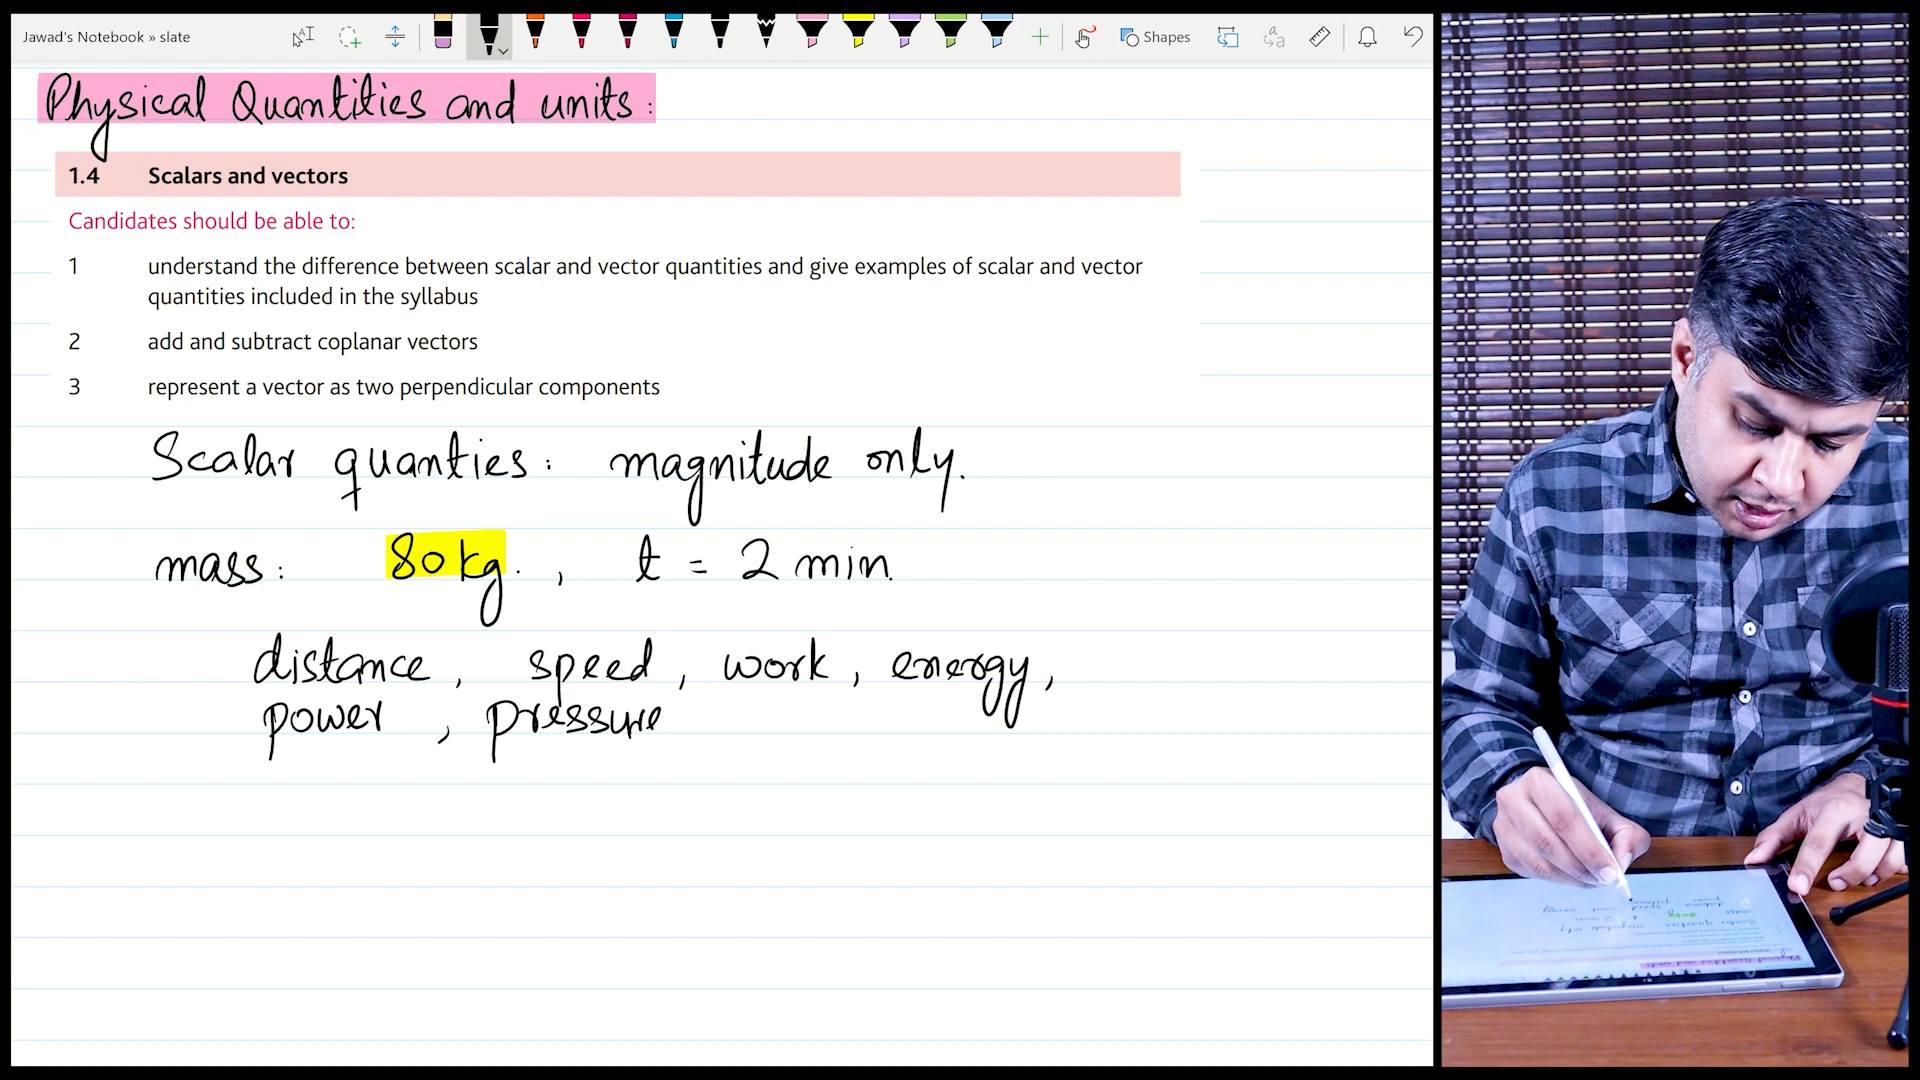 Jawad's Notebook » slate
Shapes
Physical Quantities and units:
1.4 Scalars and vectors
Candidates should be able to:
1 understand the difference between scalar and vector quantities and give examples of scalar and vector
quantities included in the syllabus
2 add and subtract coplanar vectors
3 represent a vector as two perpendicular components
Scalar quanties: magnitude only.
mass: 80 kg. , t = 2 min.
distance, speed, work, energy,
power, pressure